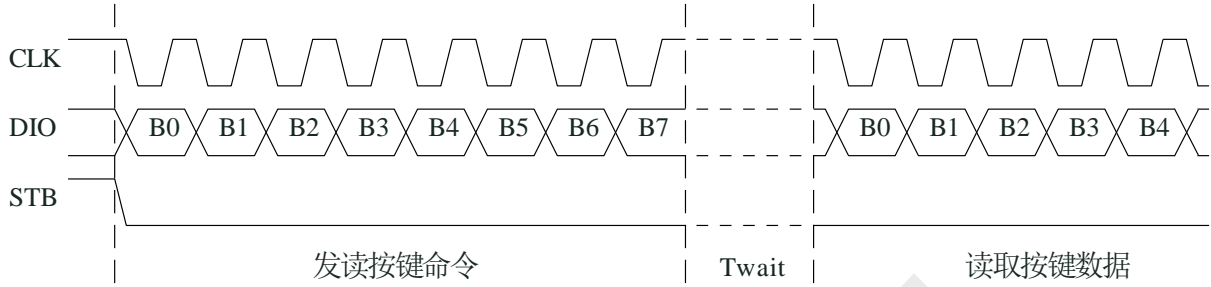 CLK
DIO B0 B1 B2 B3 B4 B5 B6 B7 B0 B1 B2 B3 B4
STB
发读按键命令 Twait 读取按键数据